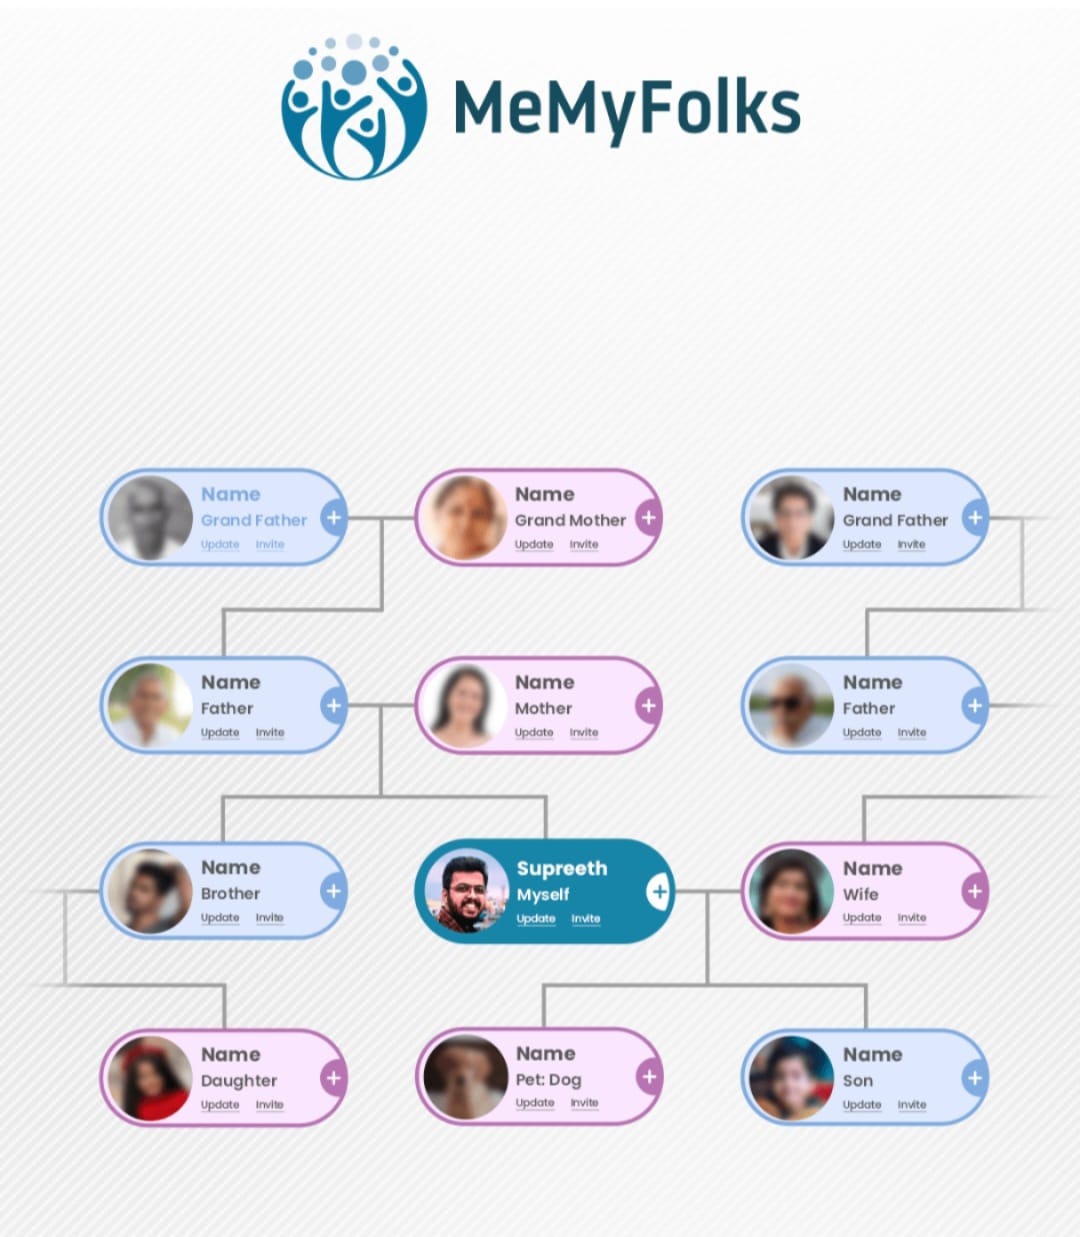 MeMyFolks
Name
Grand Father
Update Invite
Name
Grand Mother
Update Invite
Name
Grand Father
Update Invite
Name
Father
Update Invite
Name
Mother
Update Invite
Name
Father
Update Invite
Name
Brother
Update Invite
Supreeth
Myself
Update Invite
Name
Wife
Update Invite
Name
Daughter
Update Invite
Name
Pet: Dog
Update Invite
Name
Son
Update Invite